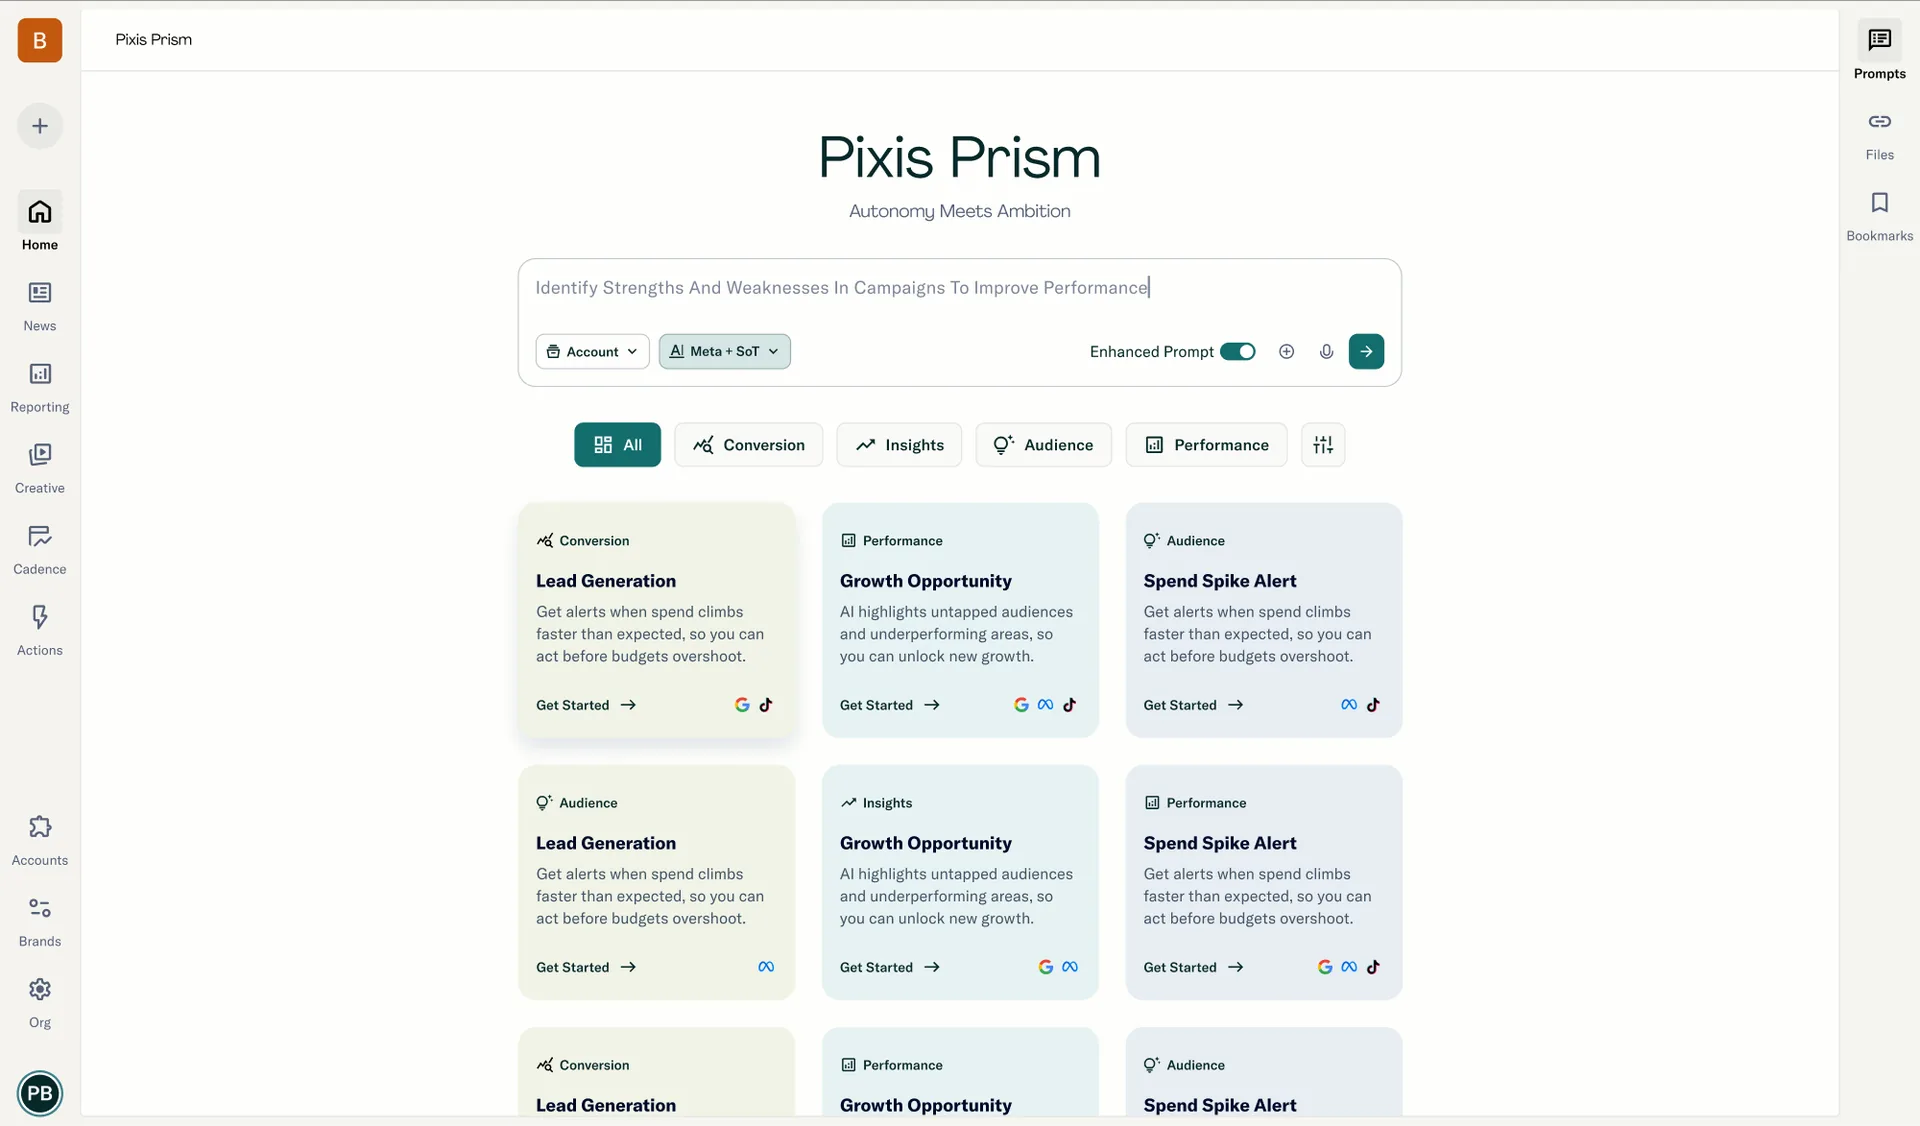 B
Pixis Prism
Prompts
Files
Bookmarks
Home
News
Reporting
Creative
Cadence
Actions
Accounts
Brands
Org
PB
Pixis Prism
Autonomy Meets Ambition
Identify Strengths And Weaknesses In Campaigns To Improve Performance
Account
AI Meta + SoT
Enhanced Prompt
All
Conversion
Insights
Audience
Performance
Conversion
Lead Generation
Get alerts when spend climbs
faster than expected, so you can
act before budgets overshoot.
Get Started
Performance
Growth Opportunity
AI highlights untapped audiences
and underperforming areas, so
you can unlock new growth.
Get Started
Audience
Spend Spike Alert
Get alerts when spend climbs
faster than expected, so you can
act before budgets overshoot.
Get Started
Audience
Lead Generation
Get alerts when spend climbs
faster than expected, so you can
act before budgets overshoot.
Get Started
Insights
Growth Opportunity
AI highlights untapped audiences
and underperforming areas, so
you can unlock new growth.
Get Started
Performance
Spend Spike Alert
Get alerts when spend climbs
faster than expected, so you can
act before budgets overshoot.
Get Started
Conversion
Lead Generation
Performance
Growth Opportunity
Audience
Spend Spike Alert